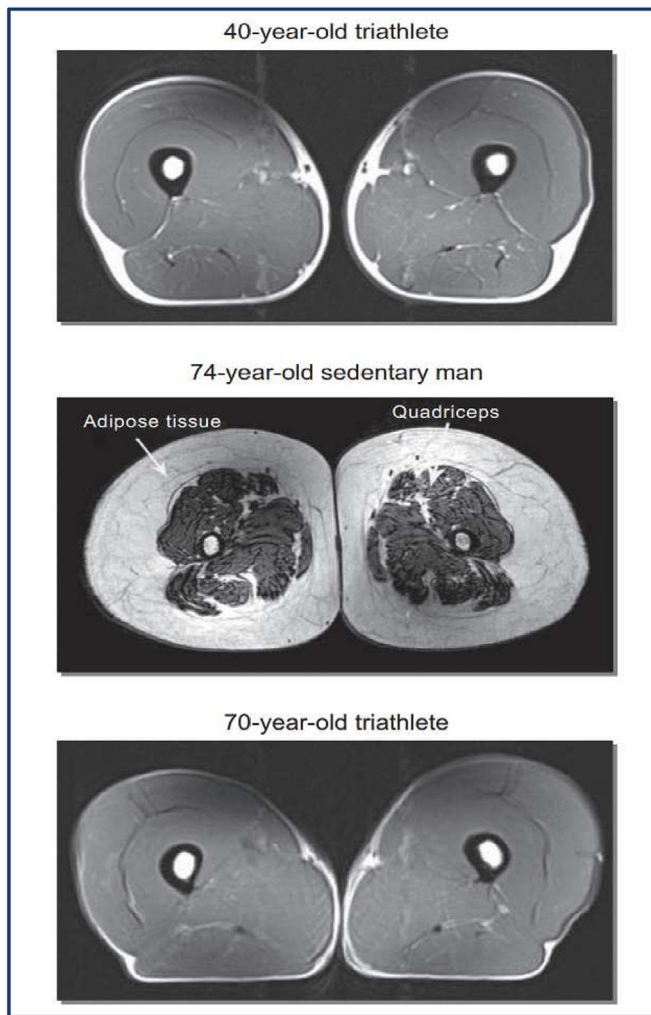 40-year-old triathlete
74-year-old sedentary man
Adipose tissue
Quadriceps
70-year-old triathlete